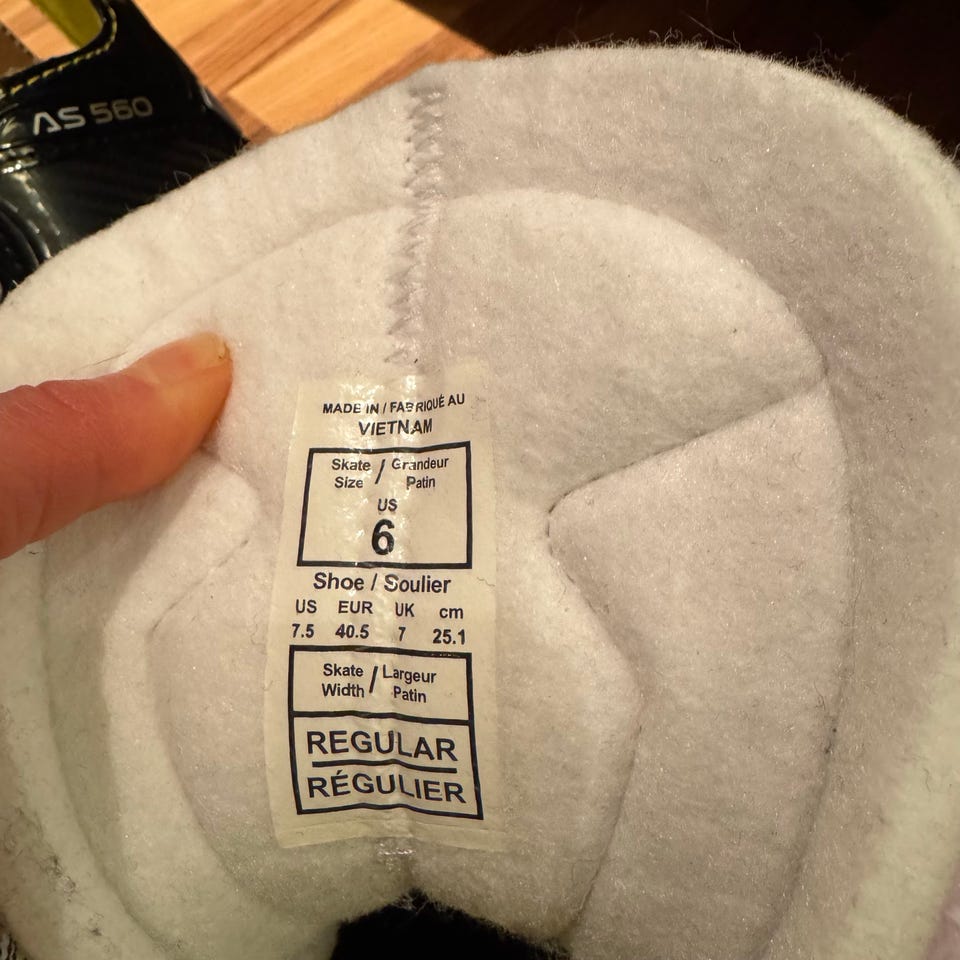 AS 560
MADE IN / FABRIQUÉ AU
VIETNAM
Skate / Grandeur
Size Patin
US
6
Shoe / Soulier
US EUR UK cm
7.5 40.5 7 25.1
Skate / Largeur
Width Patin
REGULAR
RÉGULIER